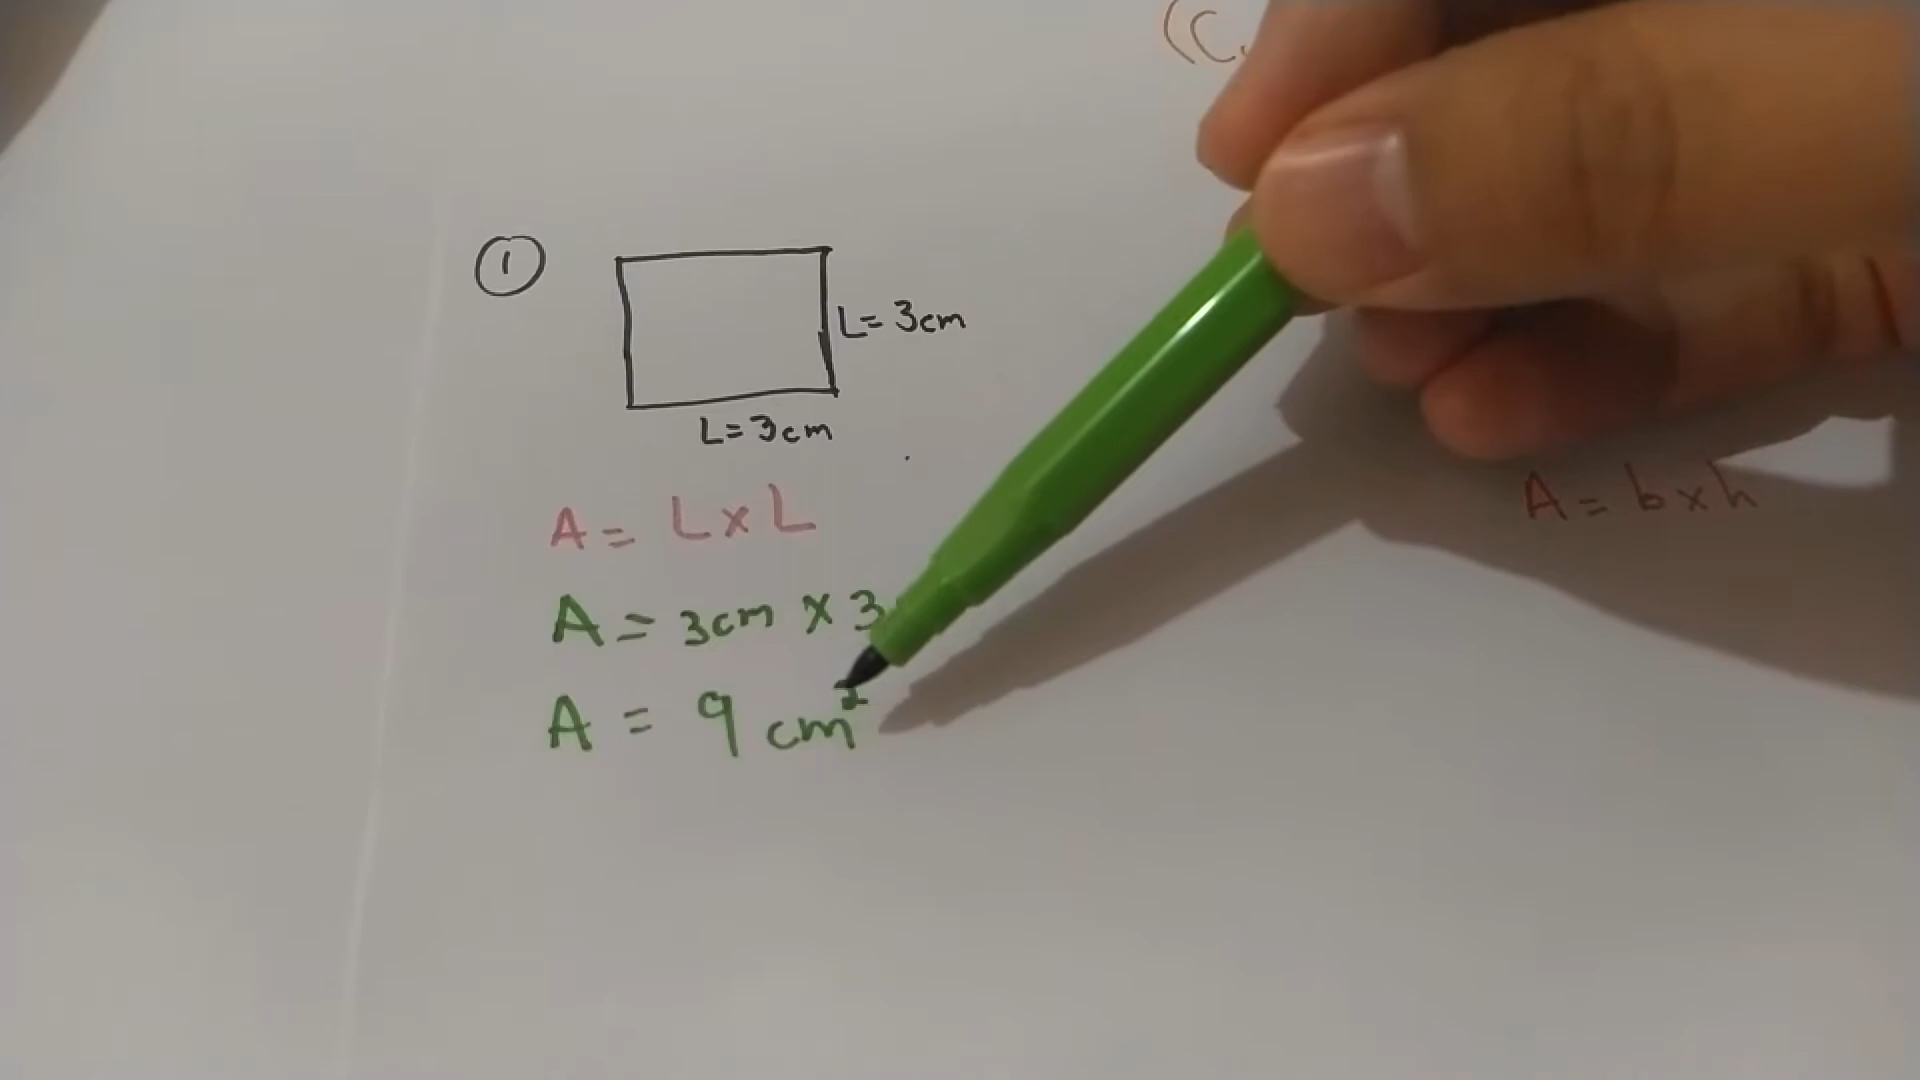 (C.
①
L= 3cm
L= 3cm
A = L x L
A = 3cm x 3
A = 9 cm²
A = b x h